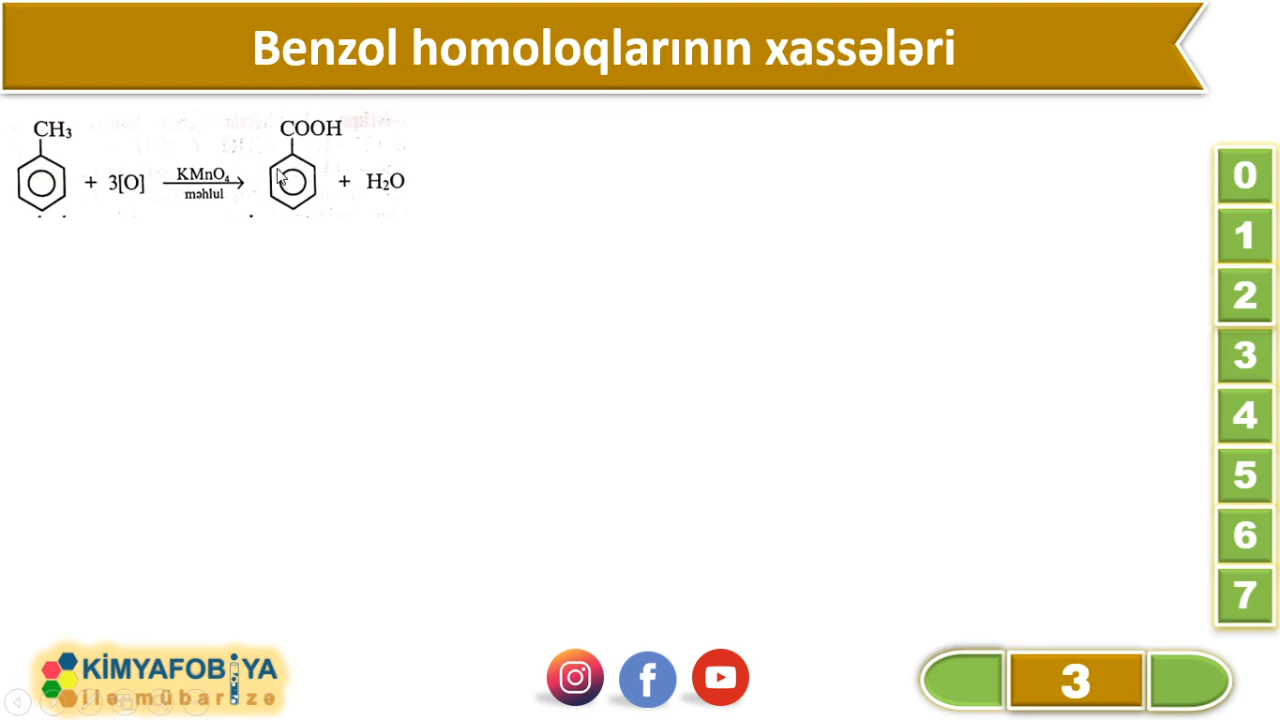 Benzol homoloqlarının xassələri
CH₃
COOH
+ 3[O]
KMnO₄
məhlul
+ H₂O
0
1
2
3
4
5
6
7
KİMYAFOBİYA
ilə mübarizə
3